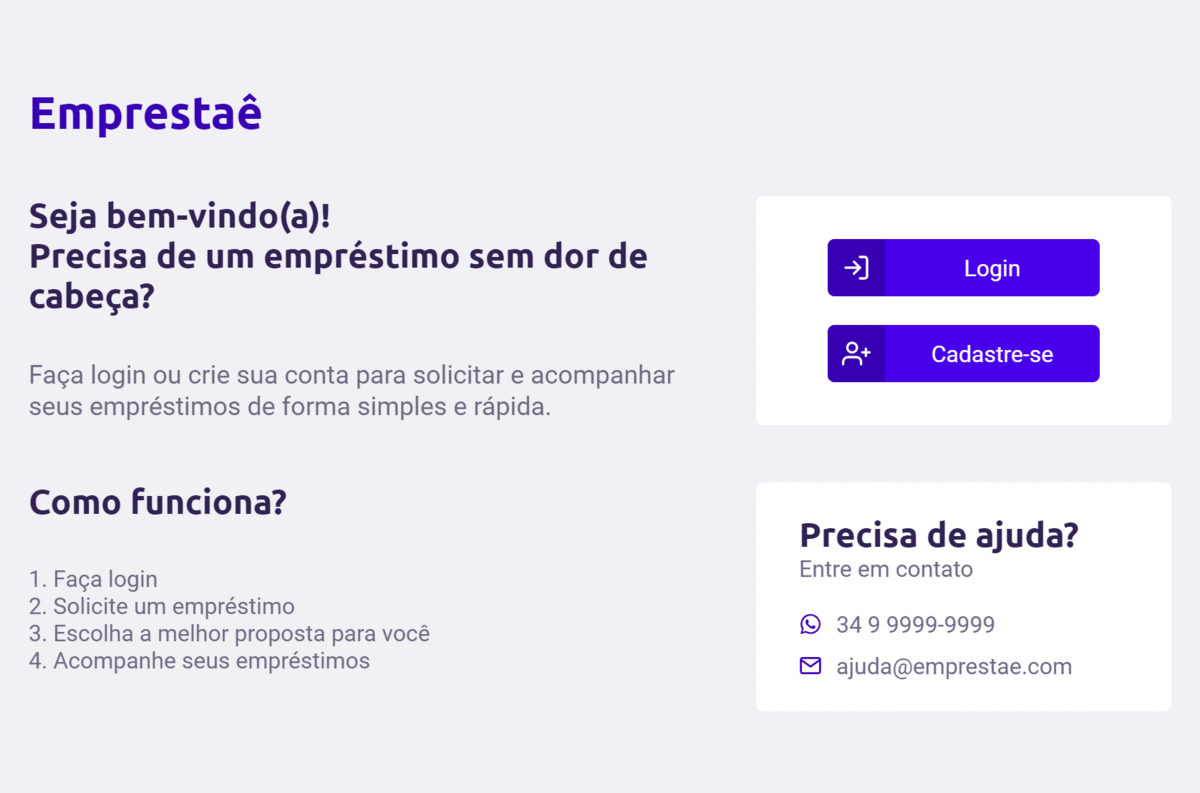 Emprestaê
Seja bem-vindo(a)!
Precisa de um empréstimo sem dor de
cabeça?
Faça login ou crie sua conta para solicitar e acompanhar
seus empréstimos de forma simples e rápida.
Login
Cadastre-se
Como funciona?
1. Faça login
2. Solicite um empréstimo
3. Escolha a melhor proposta para você
4. Acompanhe seus empréstimos
Precisa de ajuda?
Entre em contato
34 9 9999-9999
ajuda@emprestae.com